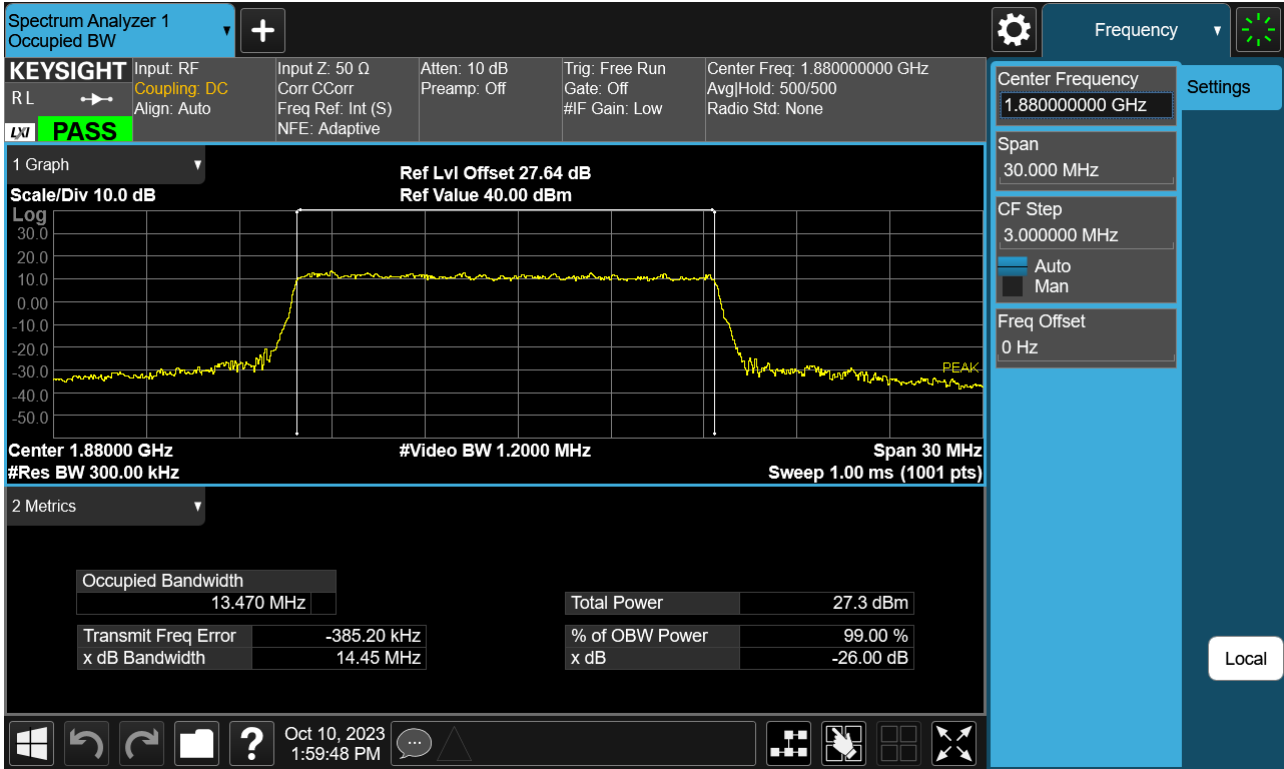 Spectrum Analyzer 1
Occupied BW
Frequency
KEYSIGHT
R L
LXI
PASS
Input: RF
Coupling: DC
Align: Auto
Input Z: 50 Ω
Corr CCorr
Freq Ref: Int (S)
NFE: Adaptive
Atten: 10 dB
Preamp: Off
Trig: Free Run
Gate: Off
#IF Gain: Low
Center Freq: 1.880000000 GHz
Avg|Hold: 500/500
Radio Std: None
Center Frequency
1.880000000 GHz
Settings
Span
30.000 MHz
CF Step
3.000000 MHz
Auto
Man
Freq Offset
0 Hz
Local
1 Graph
Scale/Div 10.0 dB
Ref Lvl Offset 27.64 dB
Ref Value 40.00 dBm
Log
30.0
20.0
10.0
0.00
-10.0
-20.0
-30.0
-40.0
-50.0
PEAK
Center 1.88000 GHz
#Video BW 1.2000 MHz
Span 30 MHz
#Res BW 300.00 kHz
Sweep 1.00 ms (1001 pts)
2 Metrics
Occupied Bandwidth
13.470 MHz
Total Power 27.3 dBm
Transmit Freq Error -385.20 kHz
% of OBW Power 99.00 %
x dB Bandwidth 14.45 MHz
x dB -26.00 dB
?
Oct 10, 2023
1:59:48 PM